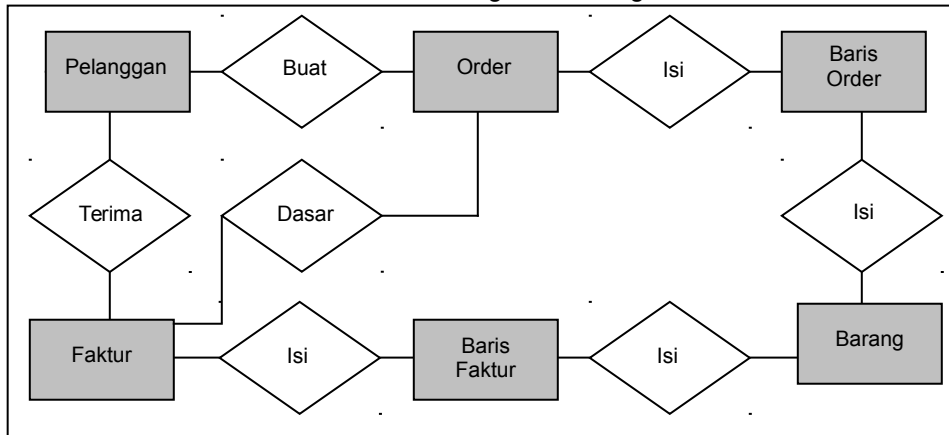 Pelanggan
Buat
Order
Isi
Baris
Order
Terima
Dasar
Isi
Faktur
Isi
Baris
Faktur
Isi
Barang